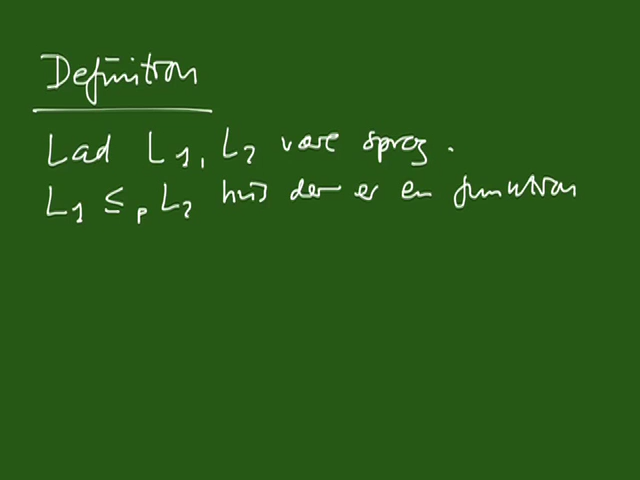 Definition
Lad L1, L2 være sprog.
L1 ≤p L2 hvis der er en funktion